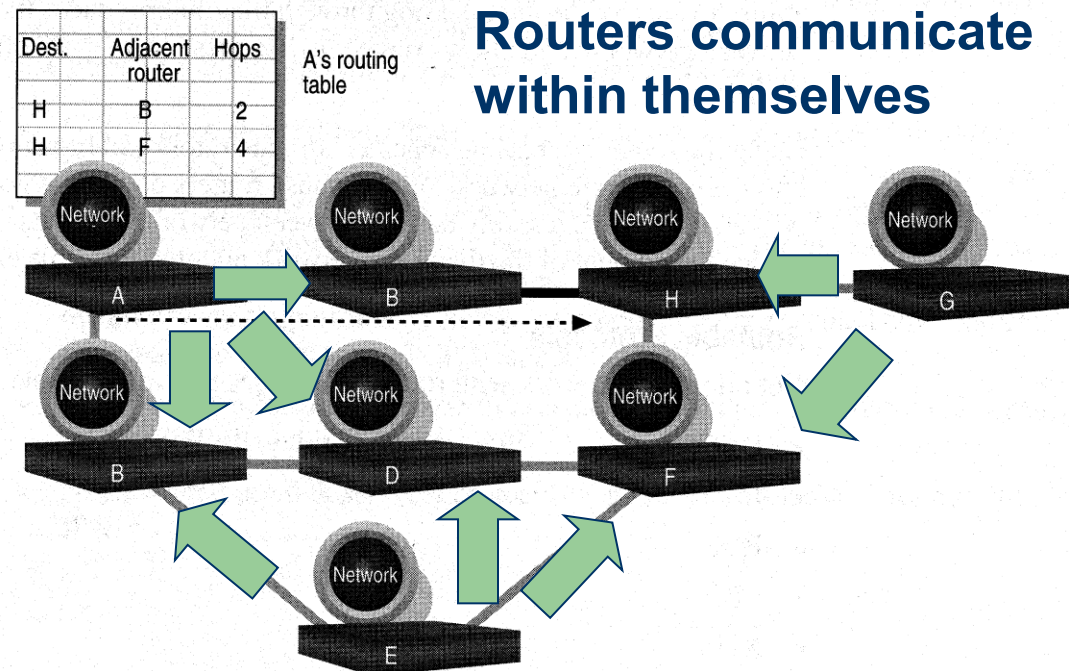 Routers communicate
within themselves
Dest. Adjacent router Hops
H B 2
H F 4
A's routing
table
Network
Network
Network
Network
A
B
H
G
Network
Network
Network
B
D
F
Network
E